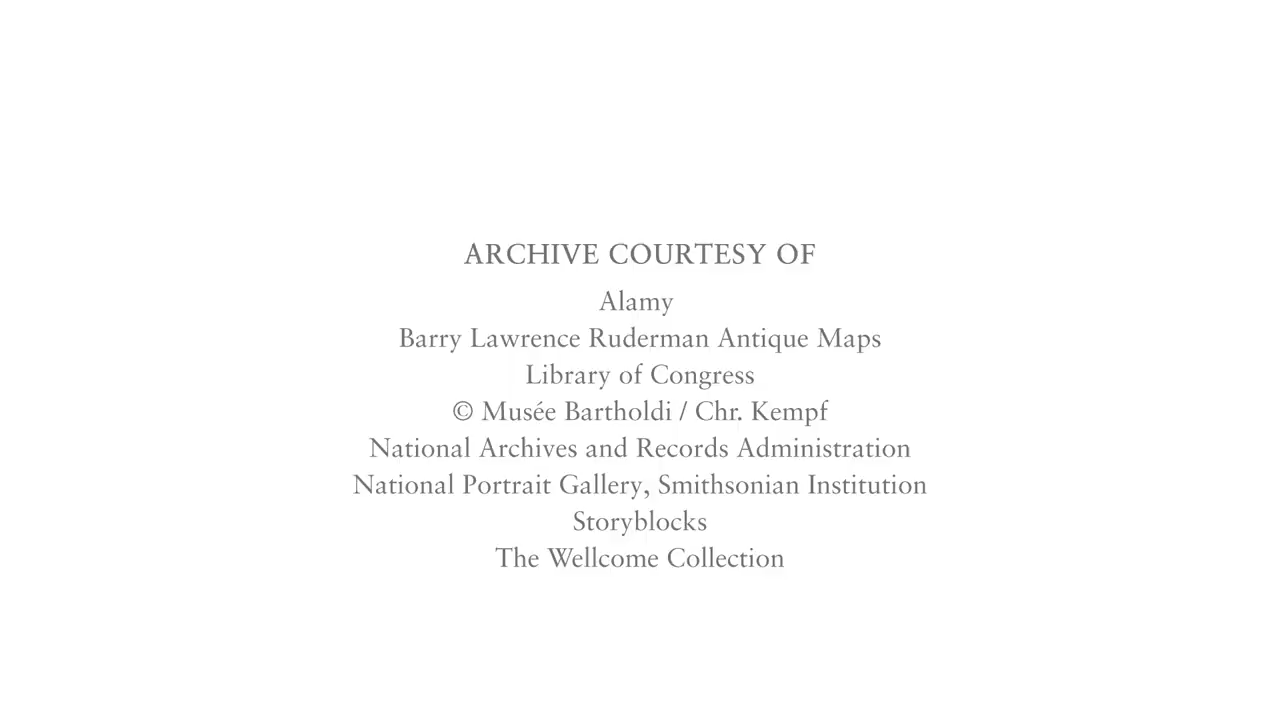 ARCHIVE COURTESY OF
Alamy
Barry Lawrence Ruderman Antique Maps
Library of Congress
© Musée Bartholdi / Chr. Kempf
National Archives and Records Administration
National Portrait Gallery, Smithsonian Institution
Storyblocks
The Wellcome Collection